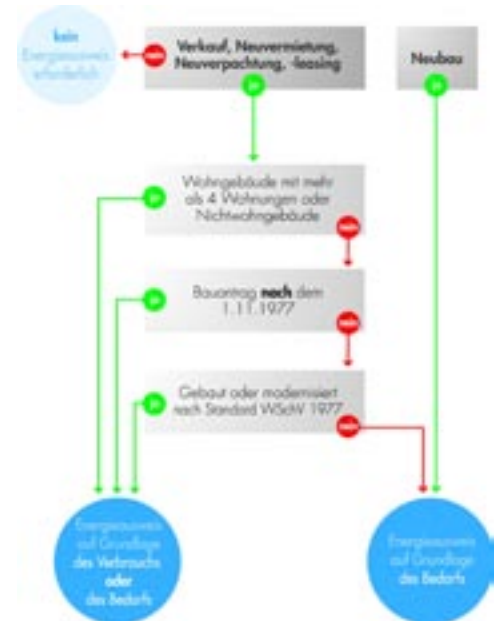 kein
Energieausweis
erforderlich
nein
Verkauf, Neuvermietung,
Neuverpachtung, -leasing
ja
Neubau
ja
Wohngebäude mit mehr
als 4 Wohnungen oder
Nichtwohngebäude
ja
nein
Bauantrag nach dem
1.11.1977
ja
nein
Gebaut oder modernisiert
nach Standard WSchV 1977
ja
nein
Energieausweis
auf Grundlage
des Verbrauchs
oder
des Bedarfs
Energieausweis
auf Grundlage
des Bedarfs